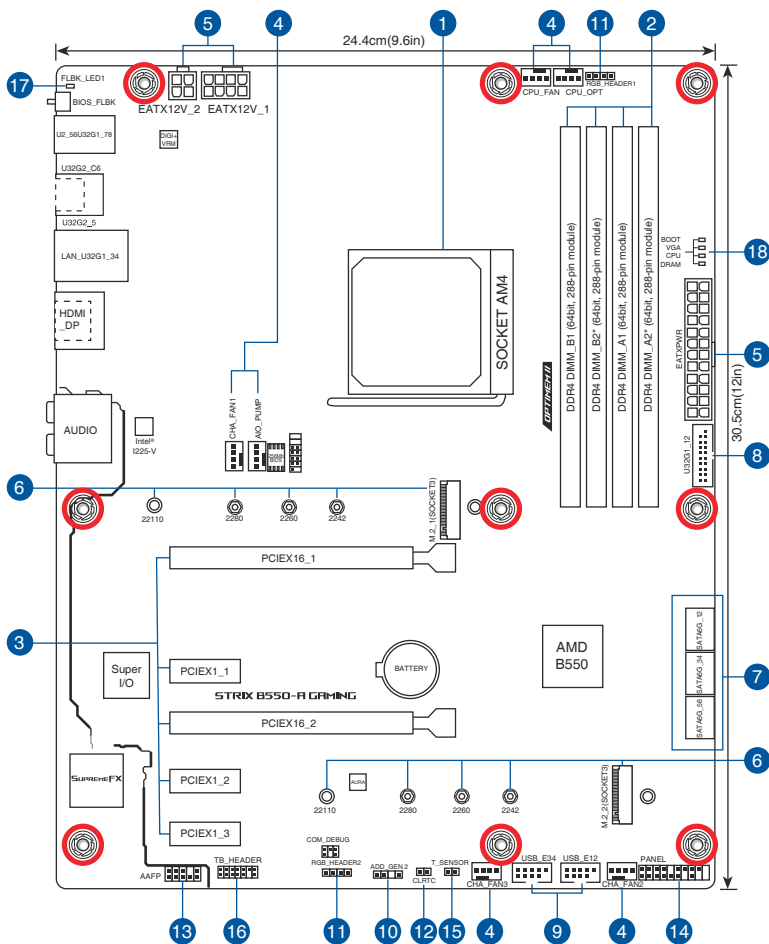 5
4
4
11
2
24.4cm(9.6in)
17
FLBK_LED1
BIOS_FLBK
EATX12V_2
EATX12V_1
CPU_FAN
CPU_OPT
RGB_HEADER1
U2_56U32G1_78
DIGI+
VRM
U32G2_C6
U32G2_5
LAN_U32G1_34
HDMI
_DP
AUDIO
Intel®
I225-V
1
SOCKET AM4
DDR4 DIMM_B1 (64bit, 288-pin module)
DDR4 DIMM_B2* (64bit, 288-pin module)
DDR4 DIMM_A1 (64bit, 288-pin module)
DDR4 DIMM_A2* (64bit, 288-pin module)
OPTIMEM II
BOOT
VGA
CPU
DRAM
18
EATXPWR
5
30.5cm(12in)
U32G1_12
8
CHA_FAN1
AIO_PUMP
256Mb
BIOS
6
22110
2280
2260
2242
M.2_1(SOCKET3)
PCIEX16_1
3
Super
I/O
PCIEX1_1
BATTERY
AMD
B550
SATA6G_12
SATA6G_34
SATA6G_56
7
STRIX B550-A GAMING
PCIEX16_2
SUPREMEFX
PCIEX1_2
AURA
6
22110
2280
2260
2242
M.2_2(SOCKET3)
PCIEX1_3
COM_DEBUG
AAFP
TB_HEADER
RGB_HEADER2
ADD_GEN 2
CLRTC
T_SENSOR
CHA_FAN3
USB_E34
USB_E12
CHA_FAN2
PANEL
13
16
11
10
12
15
4
9
4
14